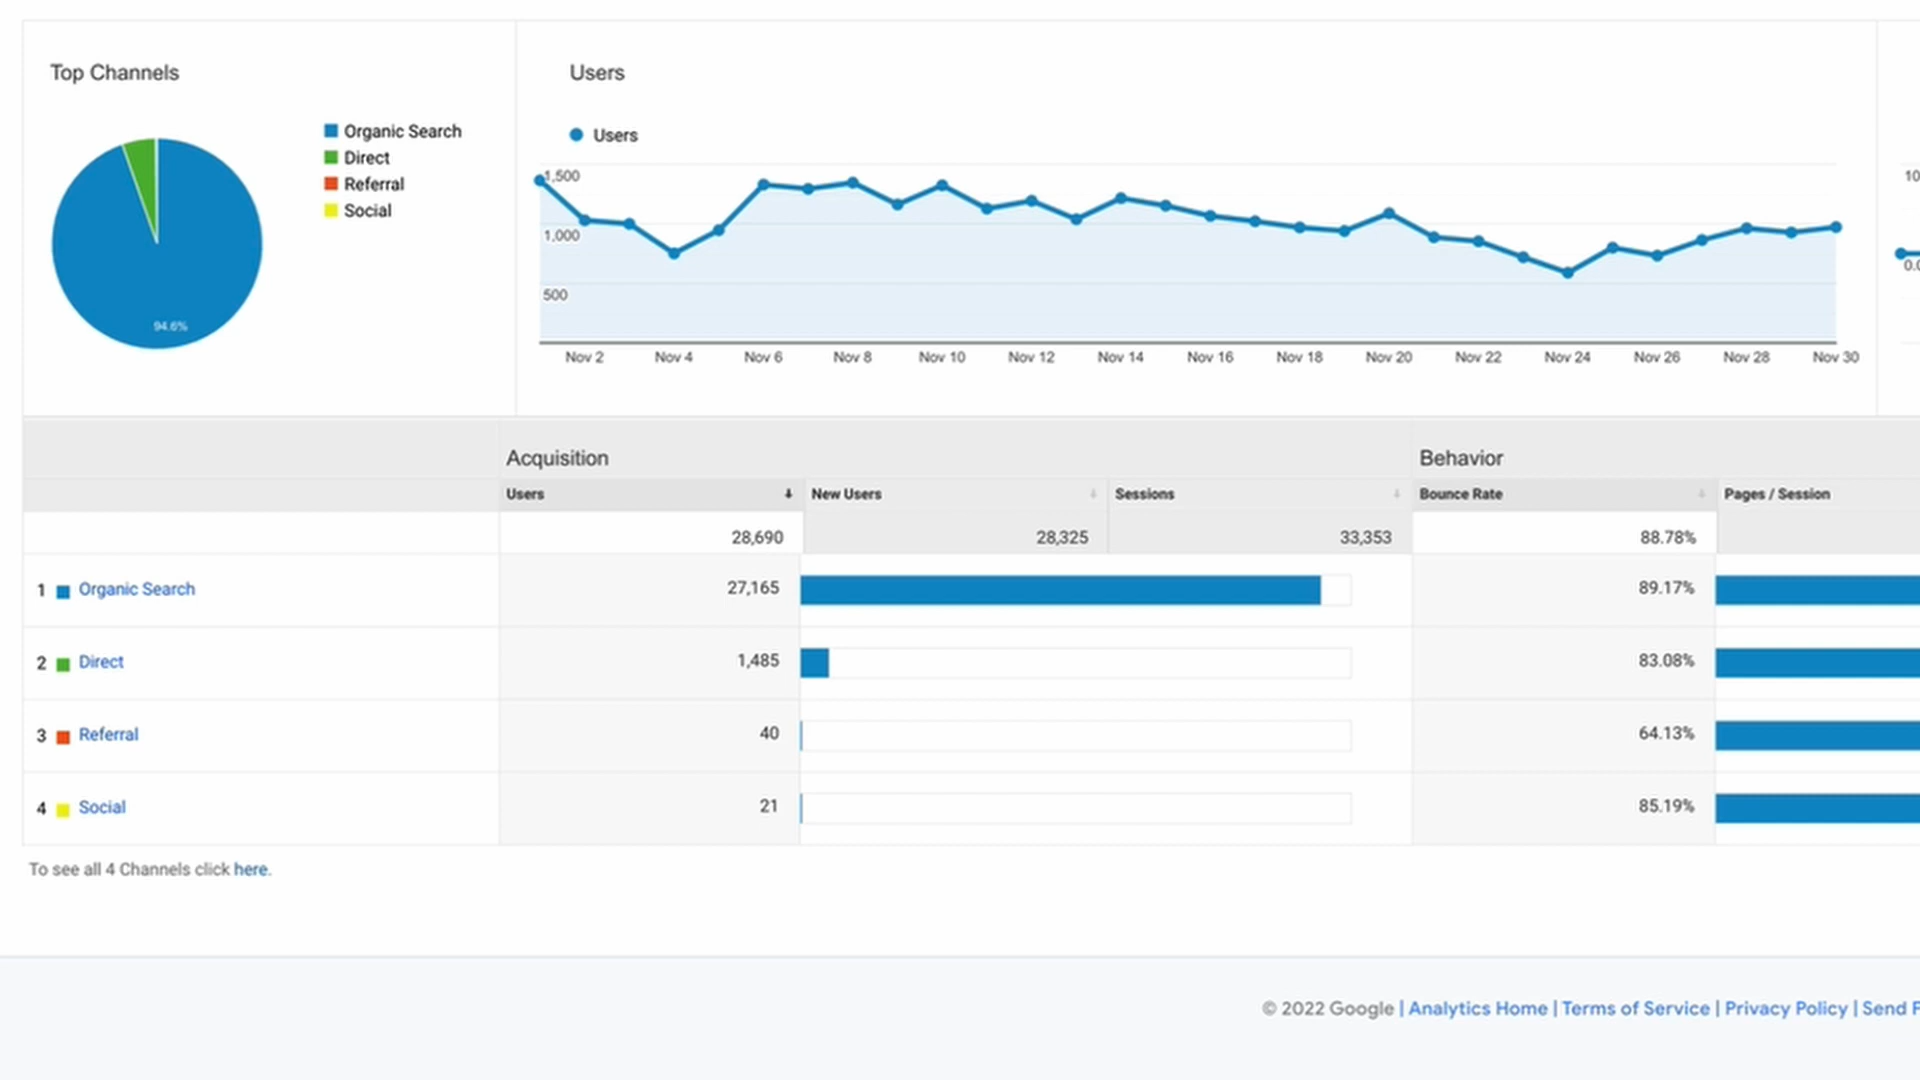 Top Channels
Organic Search
Direct
Referral
Social
94.6%
Users
Users
1,500
1,000
500
Nov 2 Nov 4 Nov 6 Nov 8 Nov 10 Nov 12 Nov 14 Nov 16 Nov 18 Nov 20 Nov 22 Nov 24 Nov 26 Nov 28 Nov 30
10
0.0
Acquisition Behavior
Users New Users Sessions Bounce Rate Pages / Session
28,690 28,325 33,353 88.78%
1 Organic Search 27,165 89.17%
2 Direct 1,485 83.08%
3 Referral 40 64.13%
4 Social 21 85.19%
To see all 4 Channels click here.
© 2022 Google | Analytics Home | Terms of Service | Privacy Policy | Send F